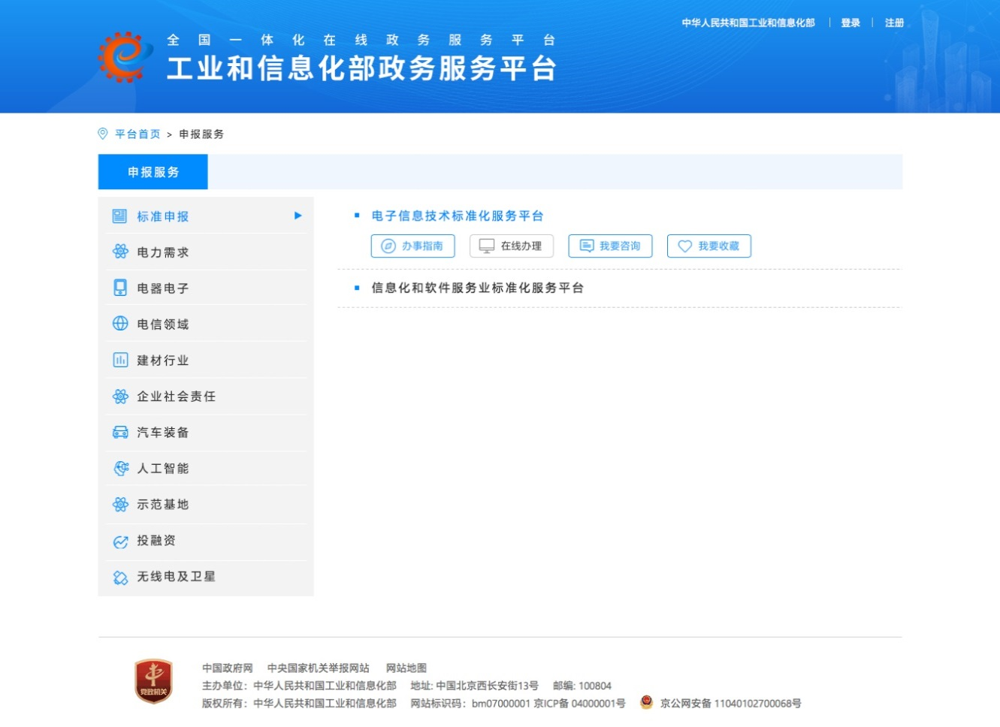 中华人民共和国工业和信息化部 | 登录 | 注册
全国一体化在线政务服务平台
工业和信息化部政务服务平台
平台首页 > 申报服务
申报服务
标准申报
电力需求
电器电子
电信领域
建材行业
企业社会责任
汽车装备
人工智能
示范基地
投融资
无线电及卫星
电子信息技术标准化服务平台
办事指南 在线办理 我要咨询 我要收藏
信息化和软件服务业标准化服务平台
党政机关
中国政府网 中央国家机关举报网站 网站地图
主办单位：中华人民共和国工业和信息化部 地址: 中国北京西长安街13号 邮编: 100804
版权所有：中华人民共和国工业和信息化部 网站标识码：bm07000001 京ICP备 04000001号 京公网安备 11040102700068号